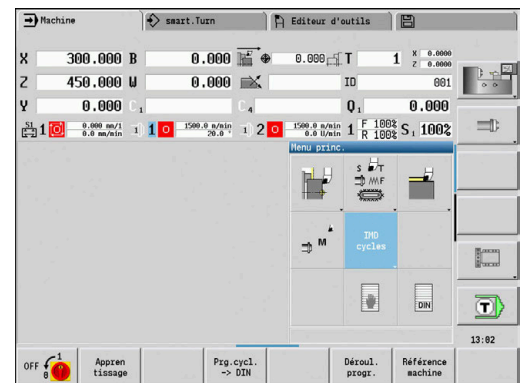 Machine
smart.Turn
Editeur d'outils
X 300.000 B 0.000 0.000 T 1 X 0.0000
Z 0.0000
Z 450.000 W 0.000 ID 001
Y 0.000 C1 C4 Q1 0.000
S1 1 0.000 mm/1 0.0 mm/min 1) 1 1500.0 m/min 20.0 ° 1) 2 1500.0 m/min 0.0 U/min 1 F 100% R 100% S1 100%
Menu princ.
S T
M F
M
IMD
cycles
DIN
T
13:02
OFF 1 0
Appren
tissage
Prg.cycl.
-> DIN
Déroul.
progr.
Référence
machine